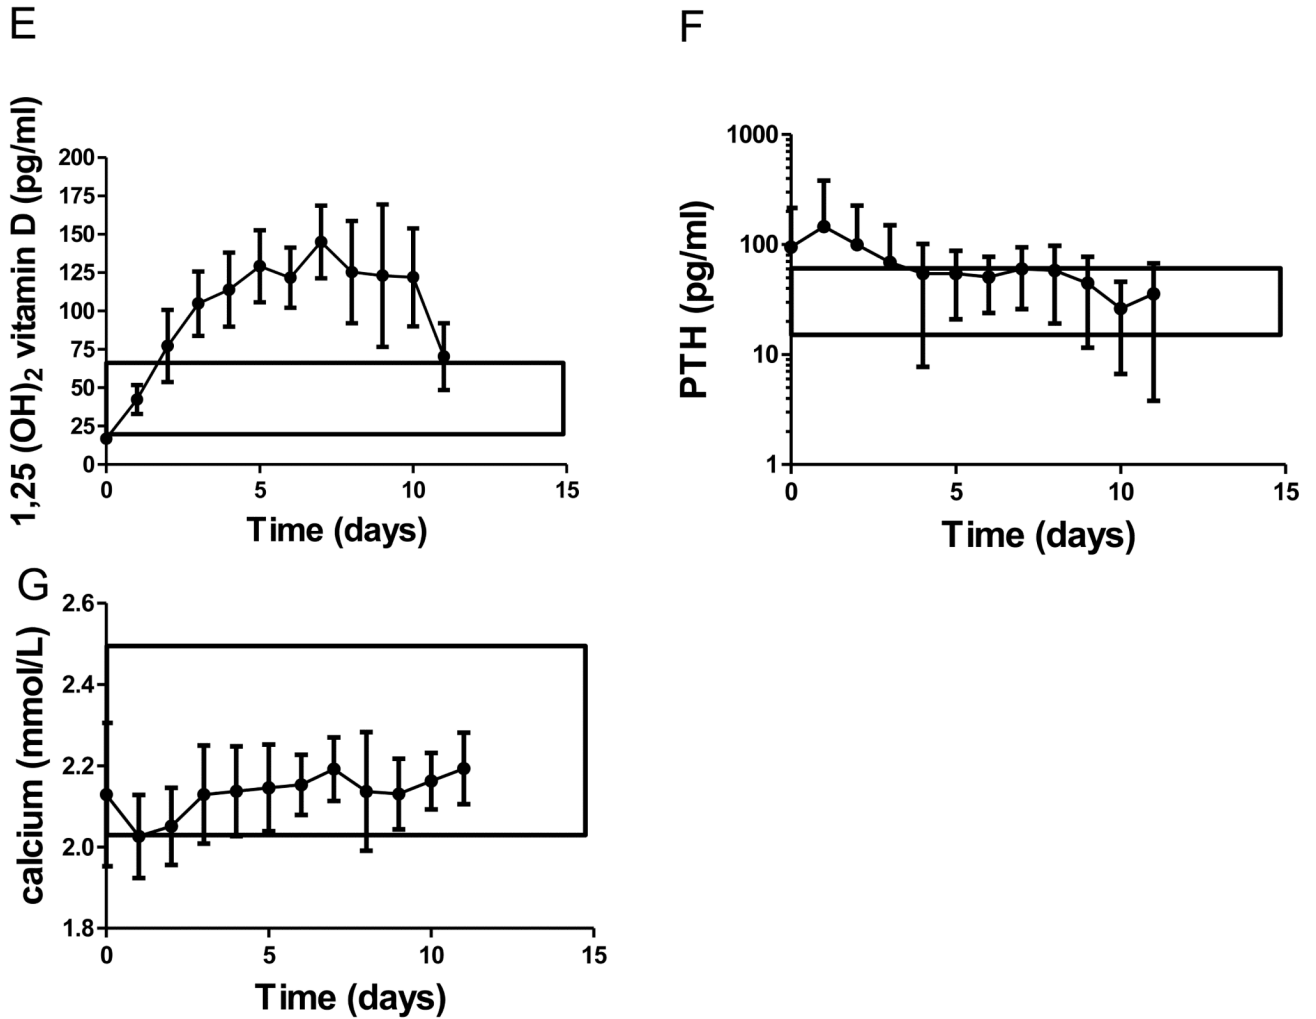 E
1,25 (OH)2 vitamin D (pg/ml)
200
175
150
125
100
75
50
25
0
0 5 10 15
Time (days)
F
PTH (pg/ml)
1000
100
10
1
0 5 10 15
Time (days)
G
calcium (mmol/L)
2.6
2.4
2.2
2.0
1.8
0 5 10 15
Time (days)